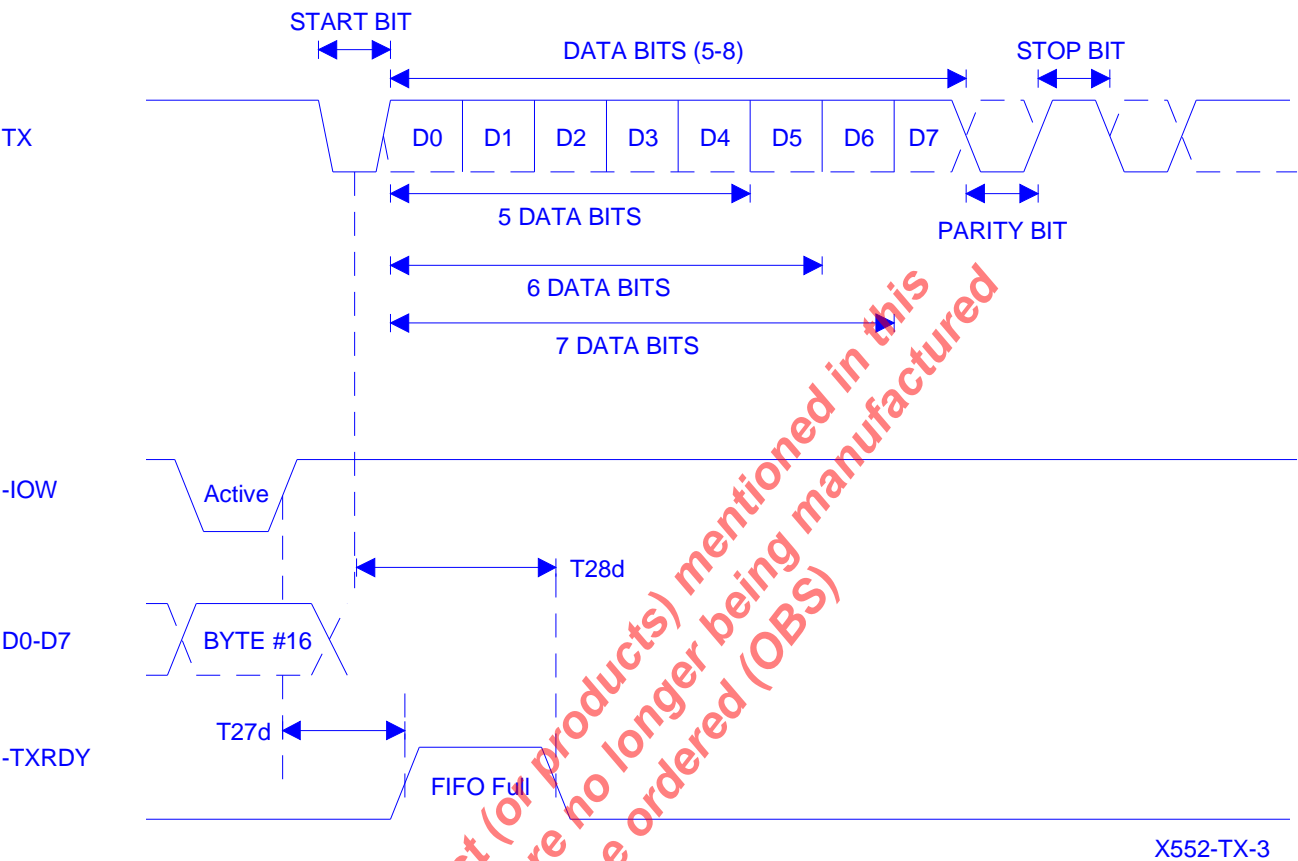 START BIT
DATA BITS (5-8)
STOP BIT
TX
D0 D1 D2 D3 D4 D5 D6 D7
5 DATA BITS
PARITY BIT
6 DATA BITS
7 DATA BITS
-IOW
Active
T28d
D0-D7
BYTE #16
T27d
-TXRDY
FIFO Full
X552-TX-3
(or products) mentioned in this
no longer being manufactured
ordered (OBS)